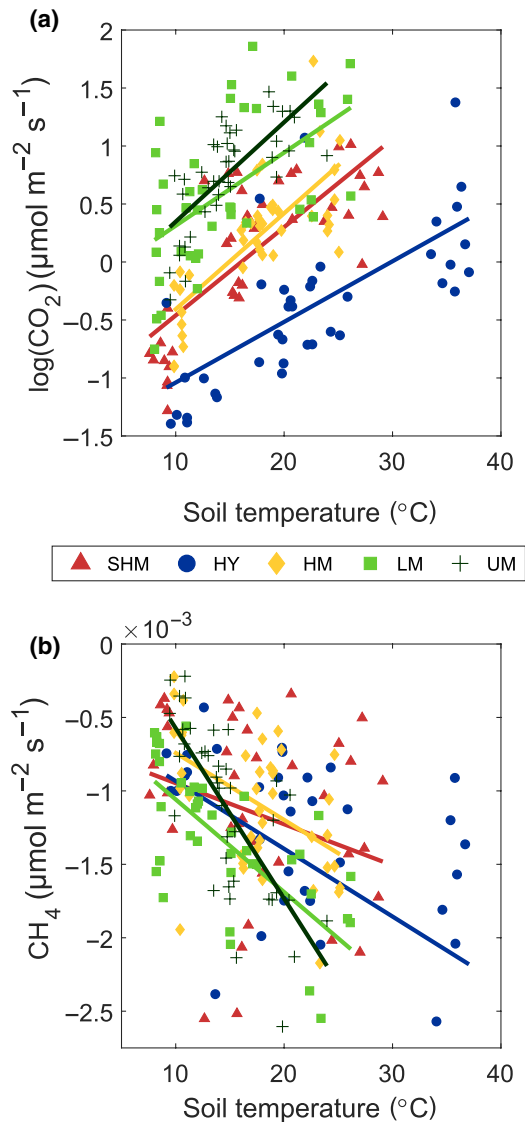 (a)
2
1.5
1
0.5
0
−0.5
−1
−1.5
log(CO₂) (µmol m⁻² s⁻¹)
10 20 30 40
Soil temperature (°C)
SHM HY HM LM UM
(b)
× 10⁻³
0
−0.5
−1
−1.5
−2
−2.5
CH₄ (µmol m⁻² s⁻¹)
10 20 30 40
Soil temperature (°C)